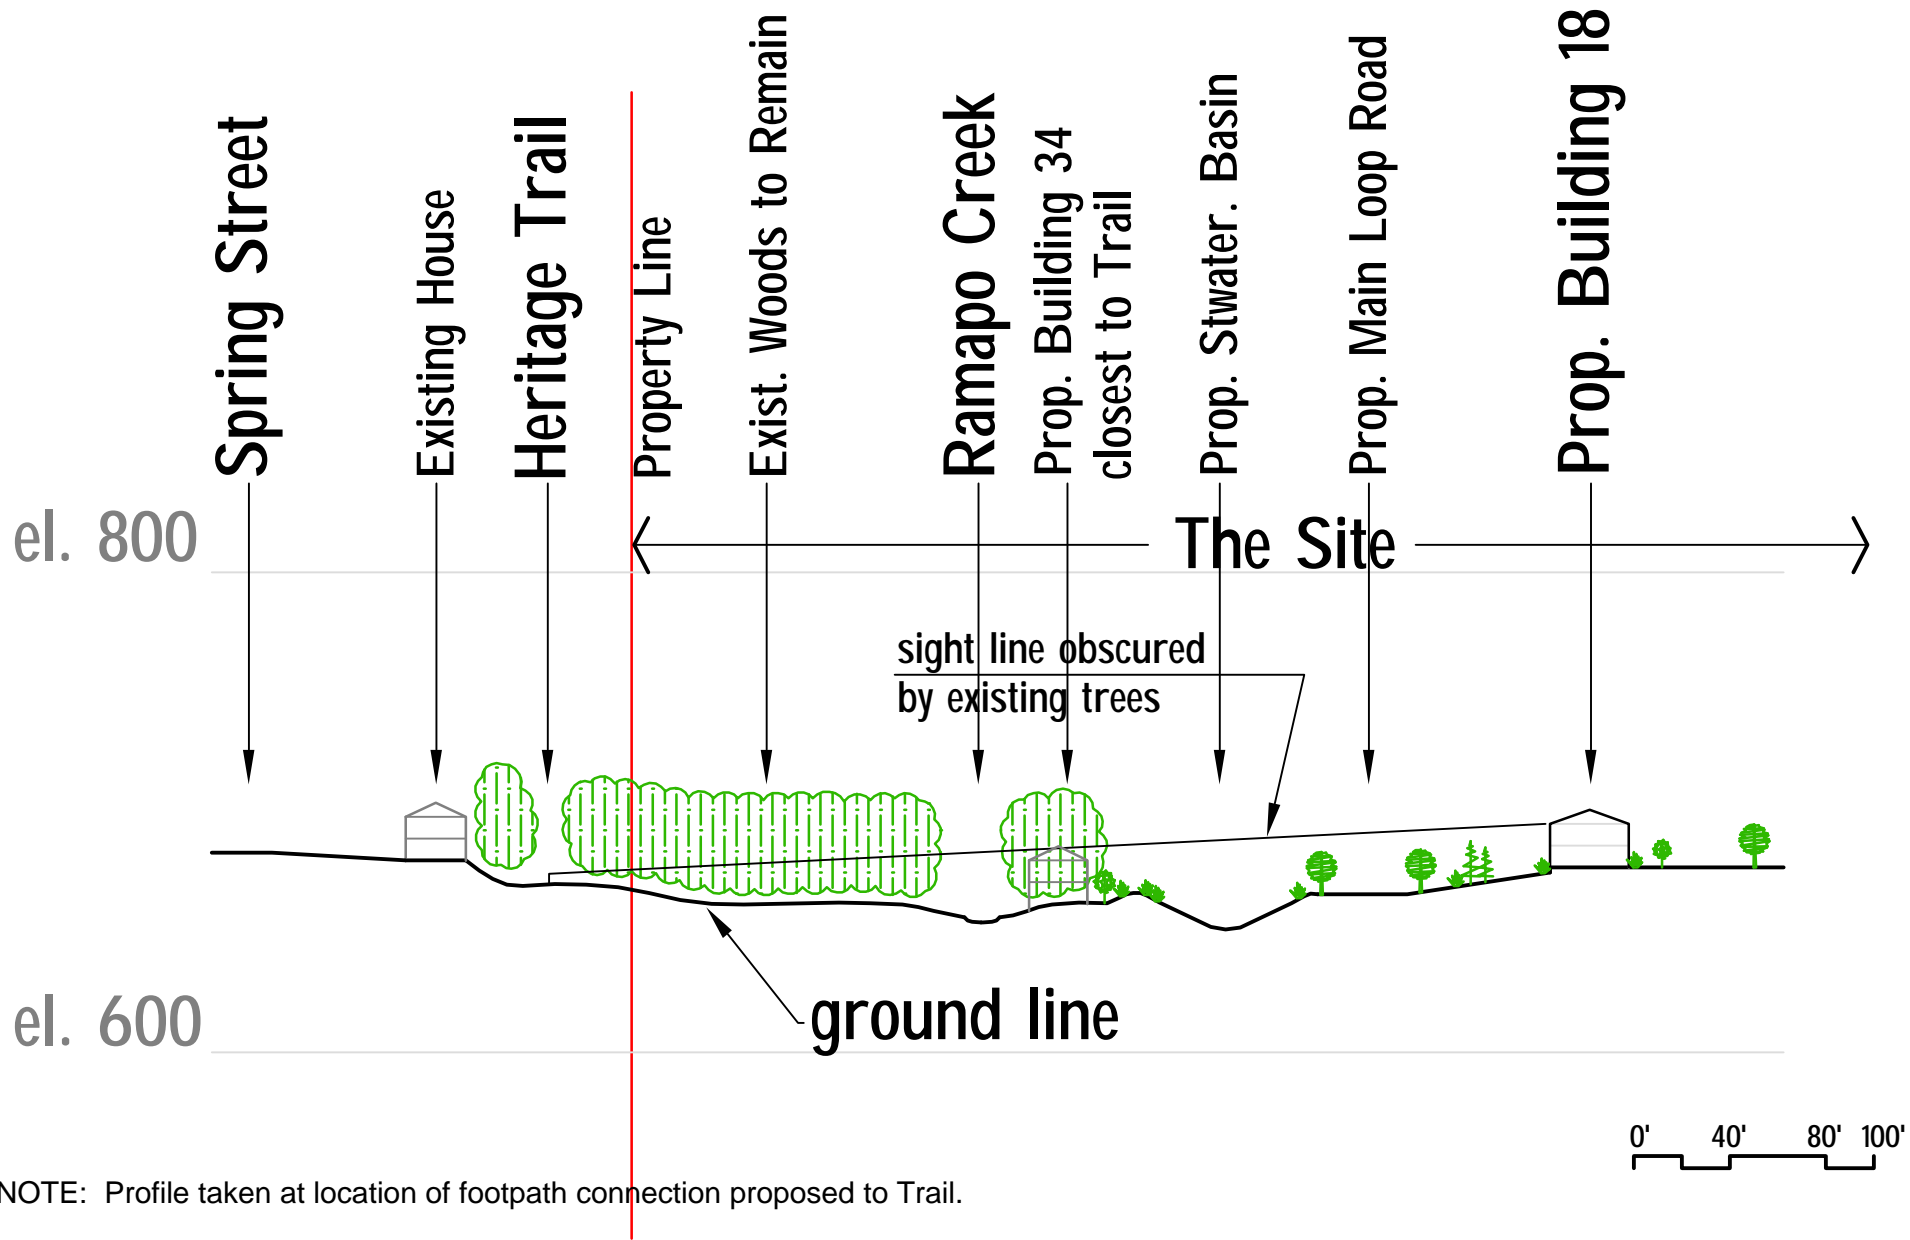 Spring Street
Existing House
Heritage Trail
Property Line
Exist. Woods to Remain
Ramapo Creek
Prop. Building 34
closest to Trail
Prop. Stwater. Basin
Prop. Main Loop Road
Prop. Building 18
el. 800
The Site
sight line obscured
by existing trees
el. 600
ground line
0' 40' 80' 100'
NOTE: Profile taken at location of footpath connection proposed to Trail.